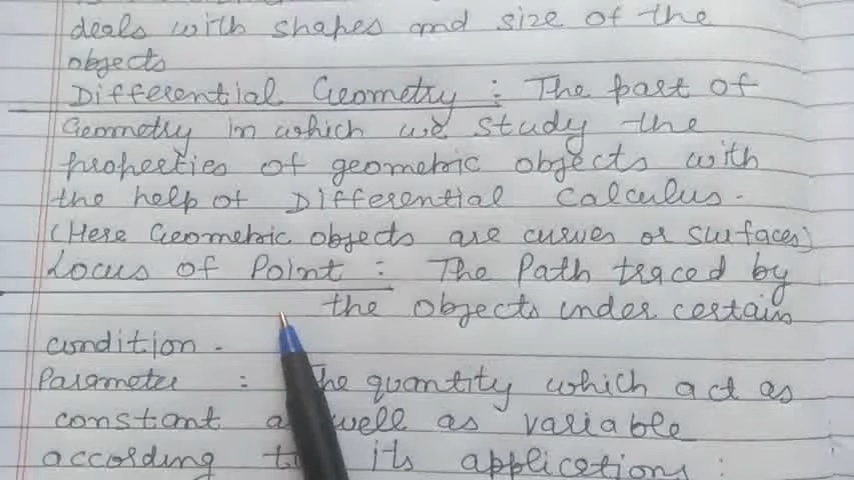 deals with shapes and size of the
objects
Differential Geometry : The part of
Geometry in which we study the
properties of geometric objects with
the help of Differential calculus.
(Here Geometric objects are curves or surfaces)
Locus of Point : The Path traced by
the objects under certain
condition.
Parameter : The quantity which act as
constant as well as variable
according to its applications :